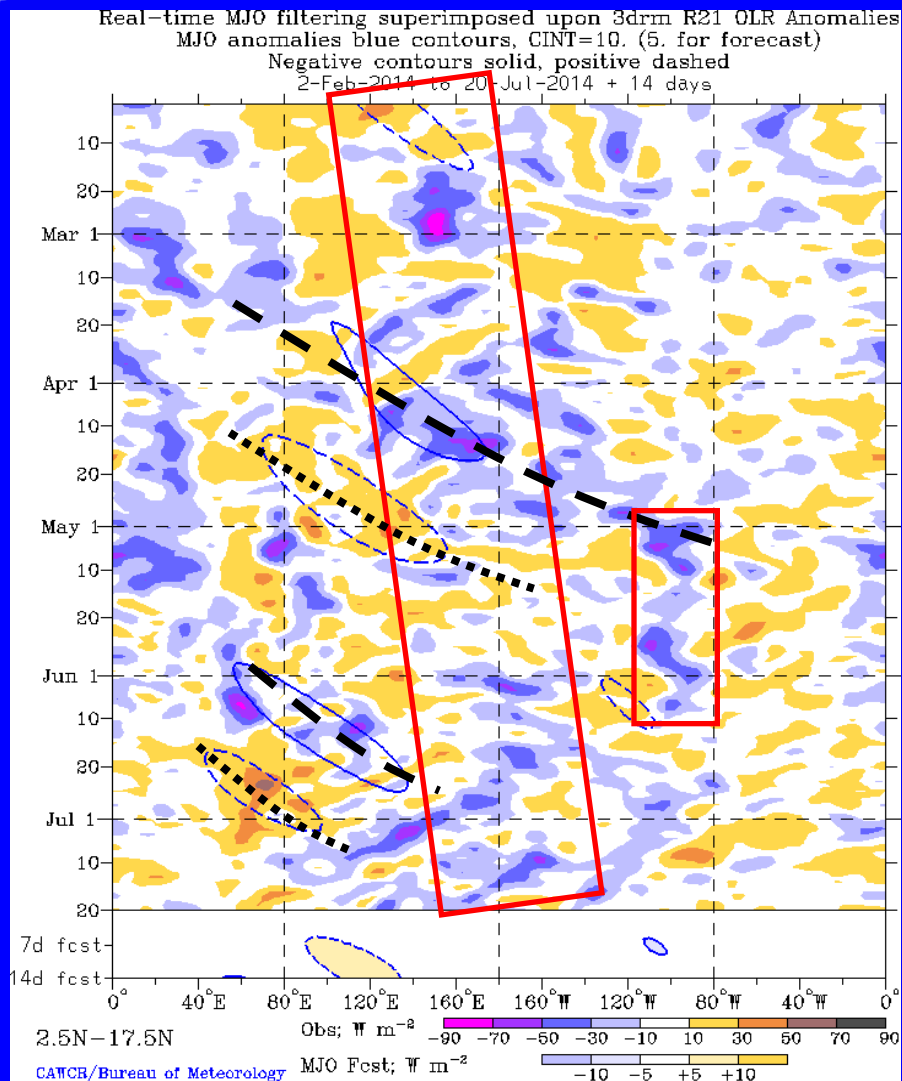 Real-time MJO filtering superimposed upon 3drm R21 OLR Anomalies
MJO anomalies blue contours, CINT=10. (5. for forecast)
Negative contours solid, positive dashed
2-Feb-2014 to 20-Jul-2014 + 14 days
10
20
Mar 1
10
20
Apr 1
10
20
May 1
10
20
Jun 1
10
20
Jul 1
10
20
7d fcst
14d fcst
0° 40°E 80°E 120°E 160°E 160°W 120°W 80°W 40°W 0°
2.5N-17.5N
Obs; W m⁻²
-90 -70 -50 -30 -10 10 30 50 70 90
CAWCR/Bureau of Meteorology
MJO Fcst; W m⁻²
-10 -5 +5 +10